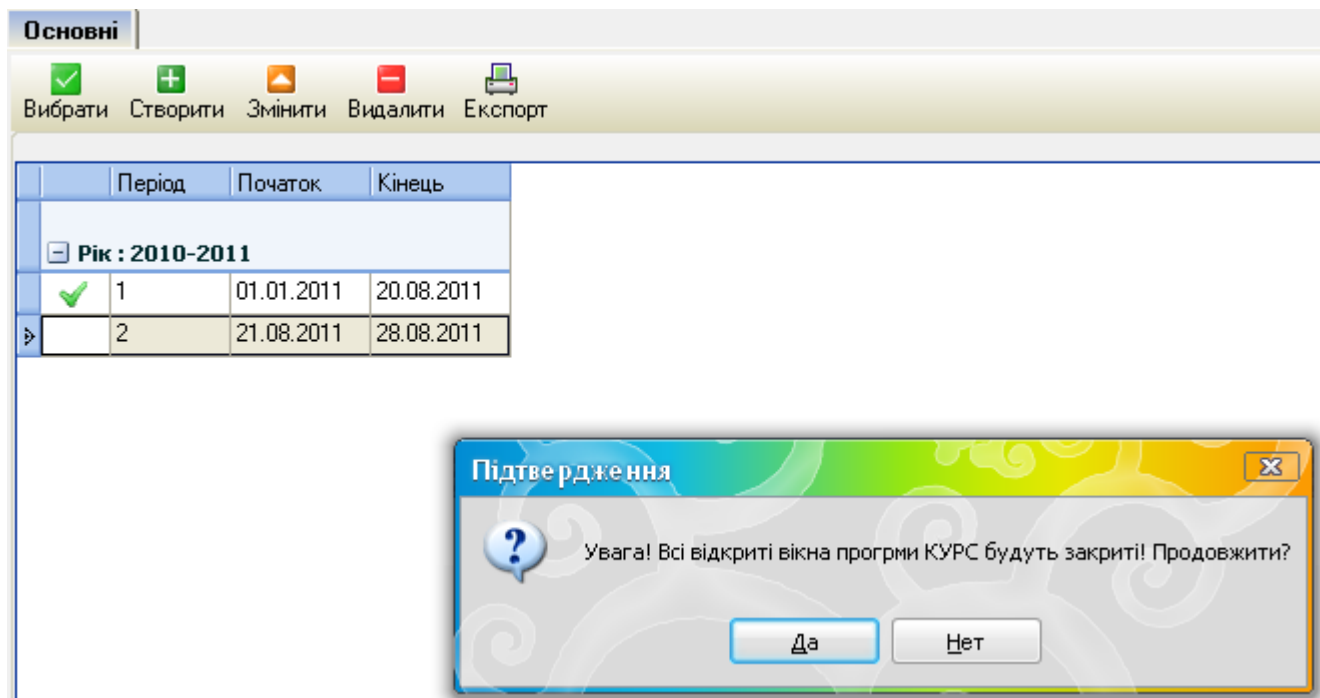 Основні
Вибрати Створити Змінити Видалити Експорт
Період Початок Кінець
Рік : 2010-2011
1 01.01.2011 20.08.2011
2 21.08.2011 28.08.2011
Підтвердження
Увага! Всі відкриті вікна прогрми КУРС будуть закриті! Продовжити?
Да Нет